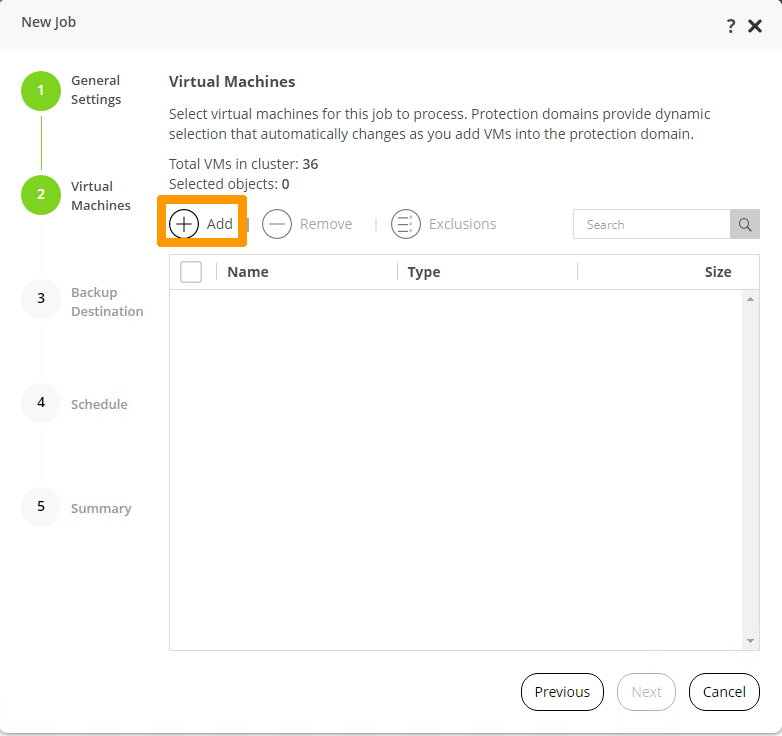 New Job
?
1
General
Settings
2
Virtual
Machines
3
Backup
Destination
4
Schedule
5
Summary
Virtual Machines
Select virtual machines for this job to process. Protection domains provide dynamic
selection that automatically changes as you add VMs into the protection domain.
Total VMs in cluster: 36
Selected objects: 0
Add Remove Exclusions Search
Name Type Size
Previous Next Cancel